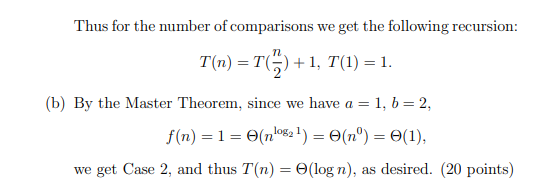 Thus for the number of comparisons we get the following recursion:
T(n) = T(n/2) + 1, T(1) = 1.
(b) By the Master Theorem, since we have a = 1, b = 2,
f(n) = 1 = Θ(n^{log₂ 1}) = Θ(n⁰) = Θ(1),
we get Case 2, and thus T(n) = Θ(log n), as desired. (20 points)